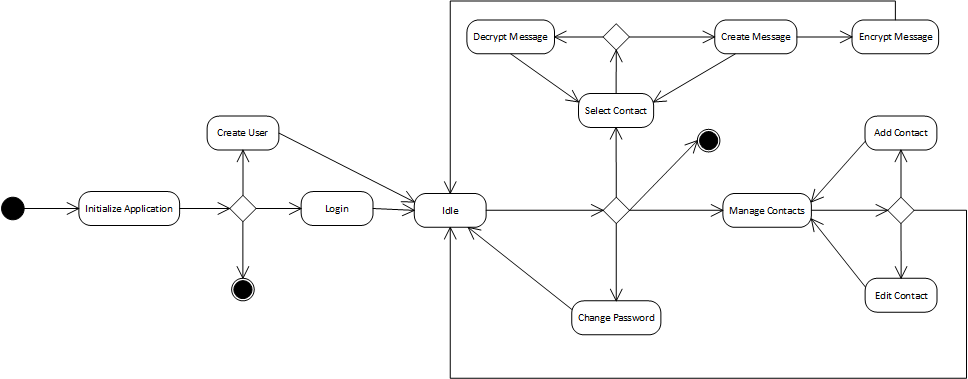 Decrypt Message
Create Message
Encrypt Message
Select Contact
Create User
Add Contact
Initialize Application
Login
Idle
Manage Contacts
Edit Contact
Change Password